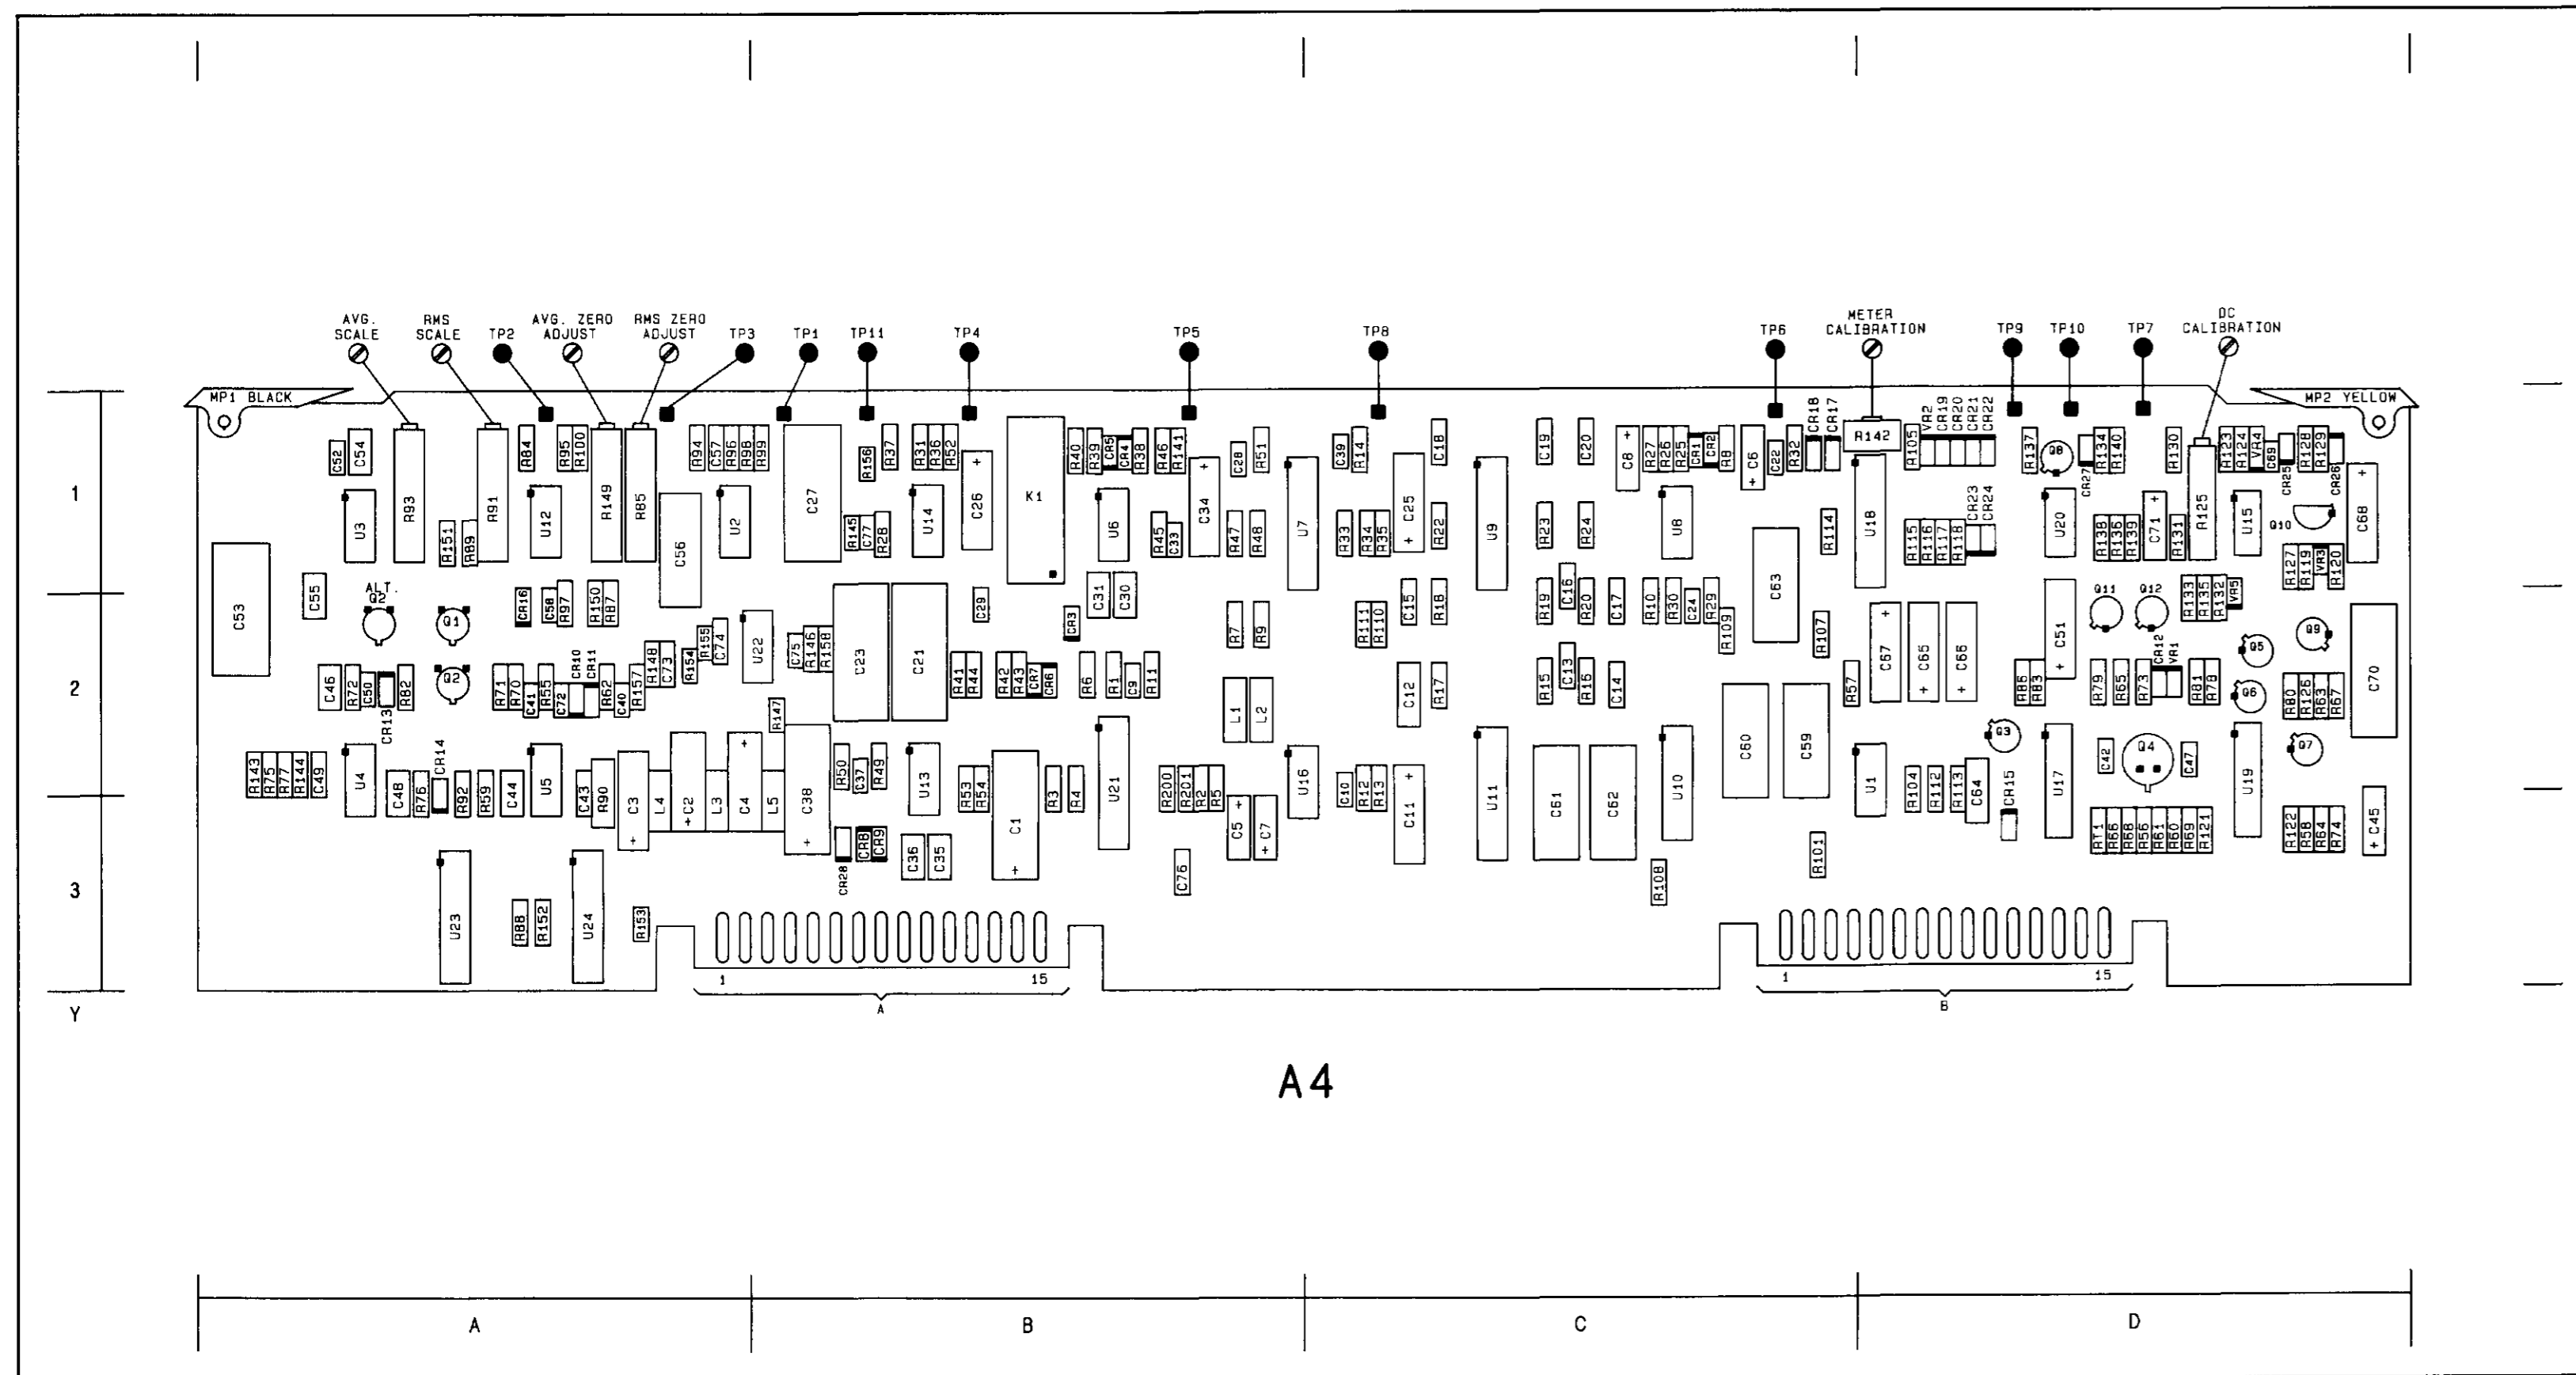 AVG. SCALE
RMS SCALE
TP2
AVG. ZERO ADJUST
RMS ZERO ADJUST
TP3
TP1
TP11
TP4
TP5
TP8
TP6
METER CALIBRATION
TP9
TP10
TP7
DC CALIBRATION
MP1 BLACK
MP2 YELLOW
1
C52
C54
R93
R91
R84
R95
R100
R149
R85
R94
C57
R96
R98
R99
C27
R156
R37
R31
R36
R52
C26
K1
R40
R39
CR5
CR4
R38
R46
R141
C34
C28
R51
C39
R14
C25
C18
C19
C20
C8
R27
R26
R25
CR1
CR2
R8
C6
C22
R32
CR18
CR17
R142
R105
VR2
CR19
CR20
CR21
CR22
R137
Q8
CR27
R134
R140
R130
R125
R123
R124
VR4
C69
CR25
R128
R129
CR26
C68
U3
R151
R89
U12
C56
U2
R145
C77
R28
U14
U6
R45
C33
R47
R48
U7
R33
R34
R35
R22
U9
R23
R24
U8
C63
R114
U18
R115
R116
R117
R118
CR23
CR24
U20
R138
R136
R139
C71
R131
U15
Q10
R127
R119
VR3
R120
C53
C55
ALT. Q2
Q1
CR16
C58
R97
R150
R87
C29
CR3
C31
C30
R7
R9
R111
R110
C15
R18
R19
C16
R20
C17
R10
R30
C24
R29
R109
R107
C67
C65
C66
C51
Q11
Q12
R133
R135
R132
VR5
Q5
Q9
C70
2
C46
R72
C50
CR13
R82
Q2
R71
R70
C41
R55
C72
CR10
CR11
R62
C40
R157
R148
C73
R154
R155
C74
U22
C75
R146
R158
C23
C21
R41
R44
R42
R43
CR7
CR6
R6
R1
C9
R11
L1
L2
C12
R17
R15
C13
R16
C14
C60
C59
R57
R86
R83
R79
R65
R73
CR12
VR1
R81
R78
Q6
R80
R126
R63
R67
R147
R143
R75
R77
R144
C49
U4
C48
R76
CR14
R92
R59
C44
U5
C43
R90
C3
L4
C2
L3
C4
L5
C38
R50
C37
R49
U13
R53
R54
C1
R3
R4
U21
R200
R201
R2
R5
C5
C7
U16
C10
R12
R13
C11
U11
C61
C62
U10
U1
R104
R112
R113
C64
CR15
Q3
U17
C42
Q4
C47
U19
Q7
CR28
CR8
CR9
C36
C35
C76
R108
R101
RT1
R66
R68
R56
R61
R60
R69
R121
R122
R58
R64
R74
C45
3
U23
R88
R152
U24
R153
1
15
1
15
A
B
Y
A4
A
B
C
D